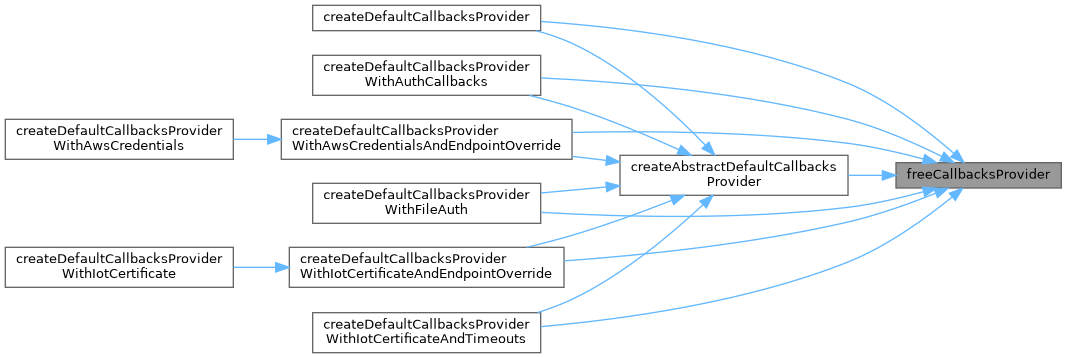 createDefaultCallbacksProvider
createDefaultCallbacksProvider
WithAuthCallbacks
createDefaultCallbacksProvider
WithAwsCredentials
createDefaultCallbacksProvider
WithAwsCredentialsAndEndpointOverride
createAbstractDefaultCallbacks
Provider
freeCallbacksProvider
createDefaultCallbacksProvider
WithFileAuth
createDefaultCallbacksProvider
WithIotCertificate
createDefaultCallbacksProvider
WithIotCertificateAndEndpointOverride
createDefaultCallbacksProvider
WithIotCertificateAndTimeouts